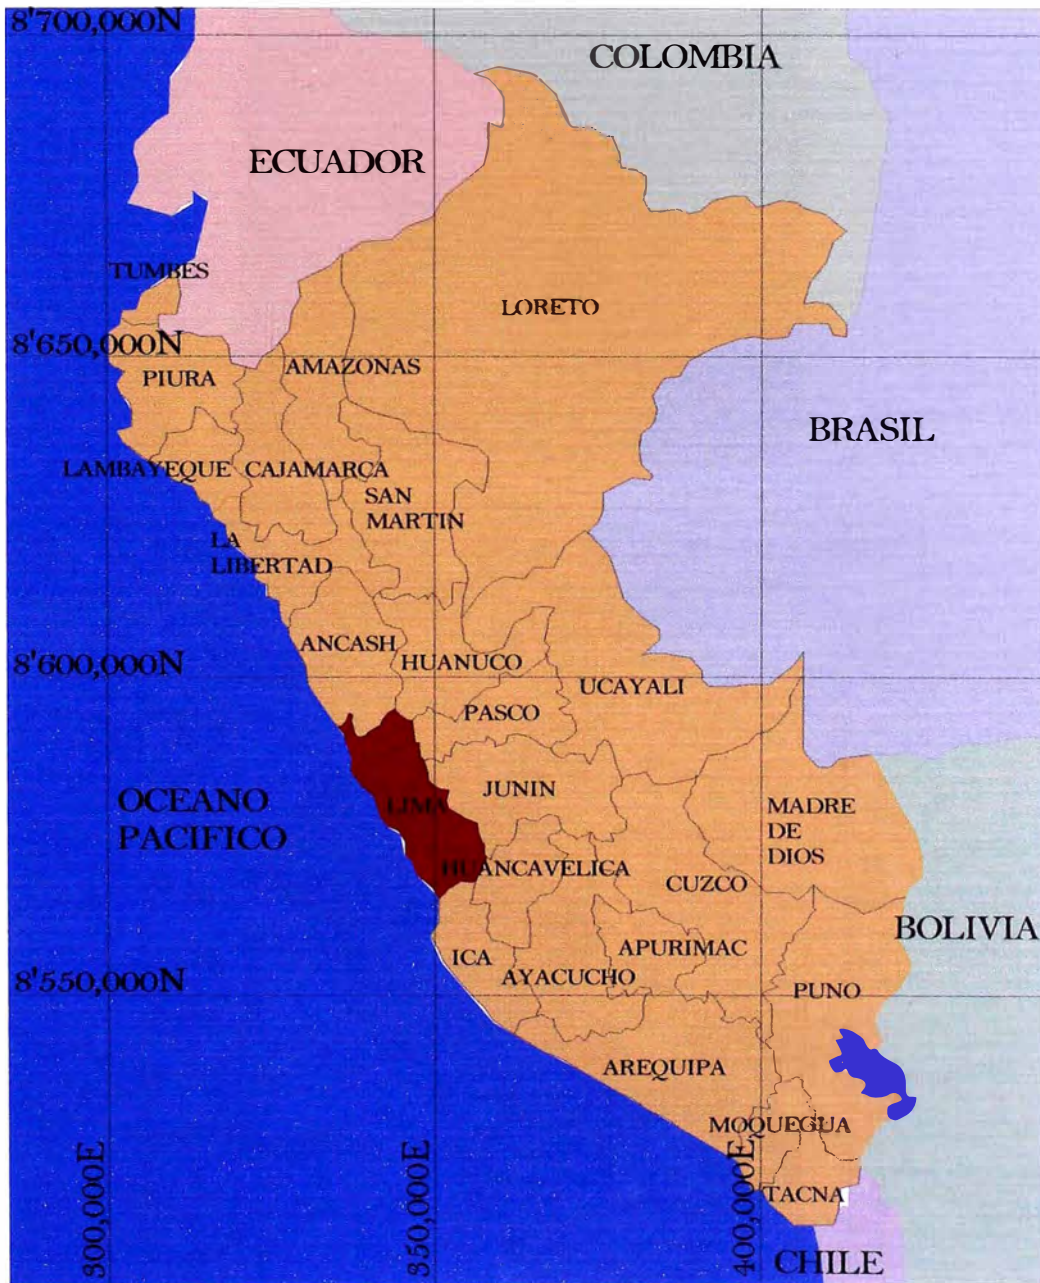 8'700,000N
COLOMBIA
ECUADOR
TUMBES
LORETO
8'650,000N
AMAZONAS
PIURA
BRASIL
LAMBAYEQUE
CAJAMARCA
SAN
MARTIN
LA
LIBERTAD
ANCASH
8'600,000N
HUANUCO
UCAYALI
PASCO
JUNIN
OCEANO
PACIFICO
LIMA
MADRE
DE
DIOS
HUANCAVELICA
CUZCO
BOLIVIA
APURIMAC
ICA
AYACUCHO
8'550,000N
PUNO
AREQUIPA
MOQUEGUA
300,000E
350,000E
400,000E
TACNA
CHILE